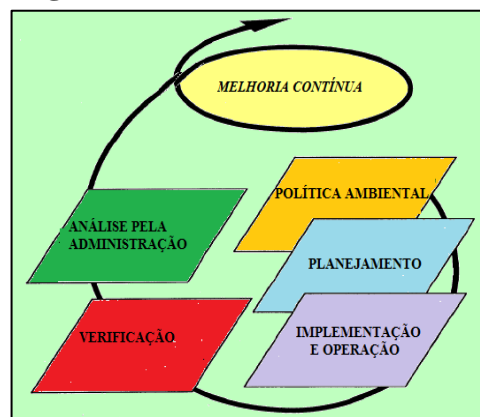 MELHORIA CONTÍNUA
POLÍTICA AMBIENTAL
PLANEJAMENTO
IMPLEMENTAÇÃO
E OPERAÇÃO
VERIFICAÇÃO
ANÁLISE PELA
ADMINISTRAÇÃO